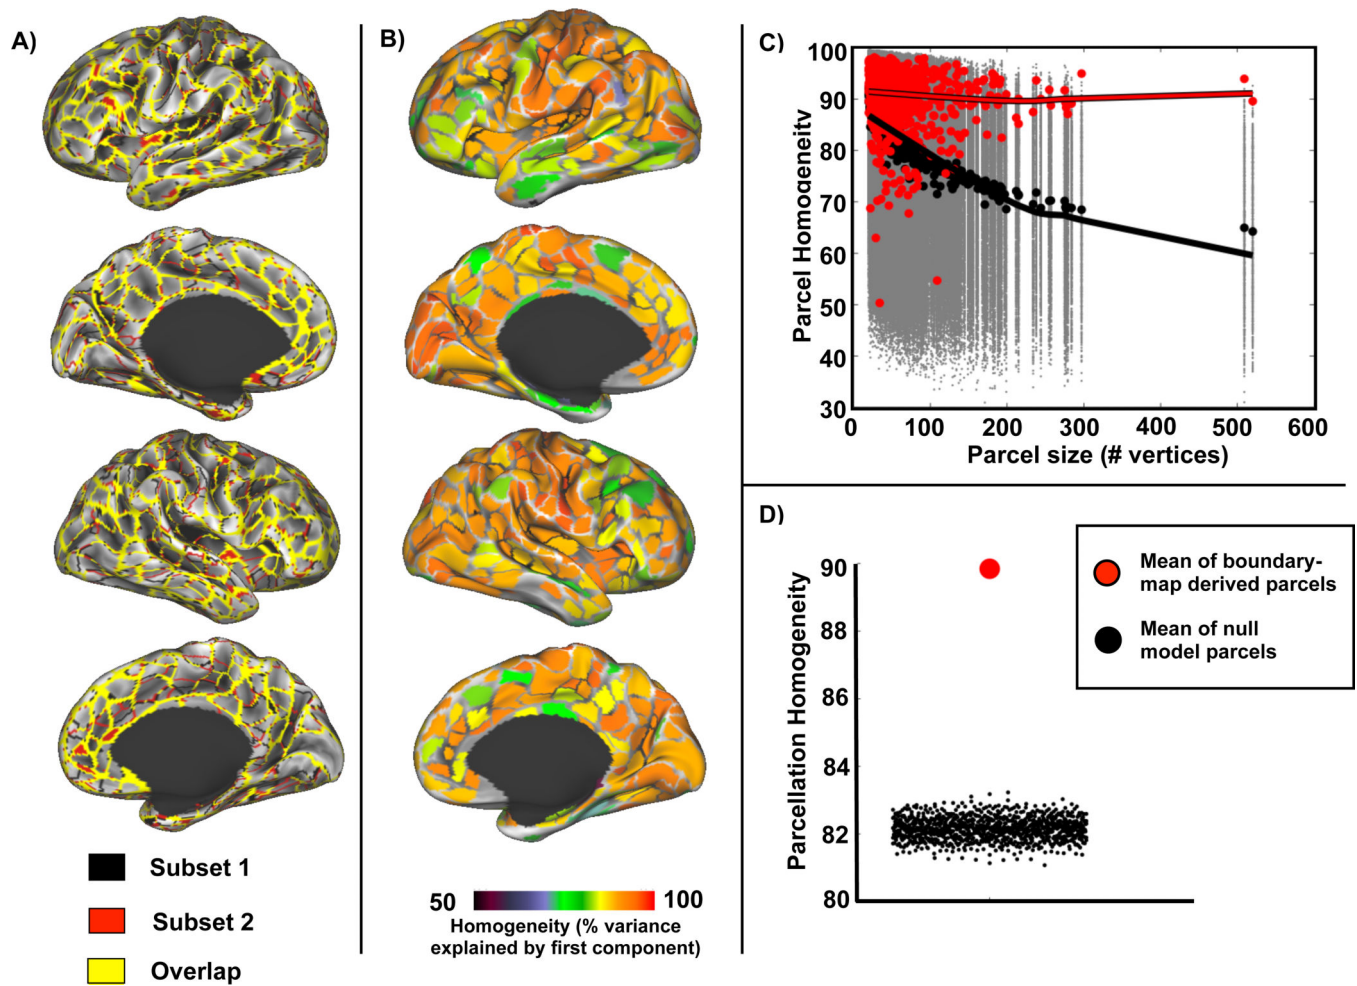 A)
Subset 1
Subset 2
Overlap
B)
50
100
Homogeneity (% variance
explained by first component)
C)
Parcel Homogeneity
100
90
80
70
60
50
40
30
0
100
200
300
400
500
600
Parcel size (# vertices)
D)
Parcellation Homogeneity
90
88
86
84
82
80
Mean of boundary-
map derived parcels
Mean of null
model parcels